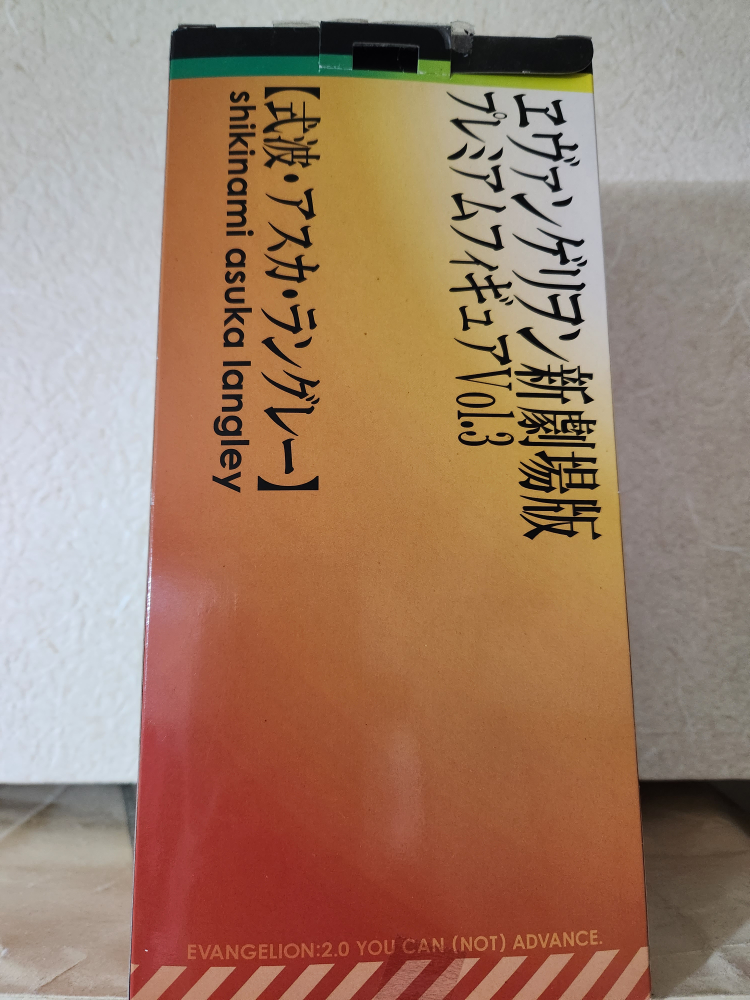 ヱヴァンゲリヲン新劇場版
プレミアムフィギュアVol.3
【式波・アスカ・ラングレー】
shikinami asuka langley
EVANGELION:2.0 YOU CAN (NOT) ADVANCE.